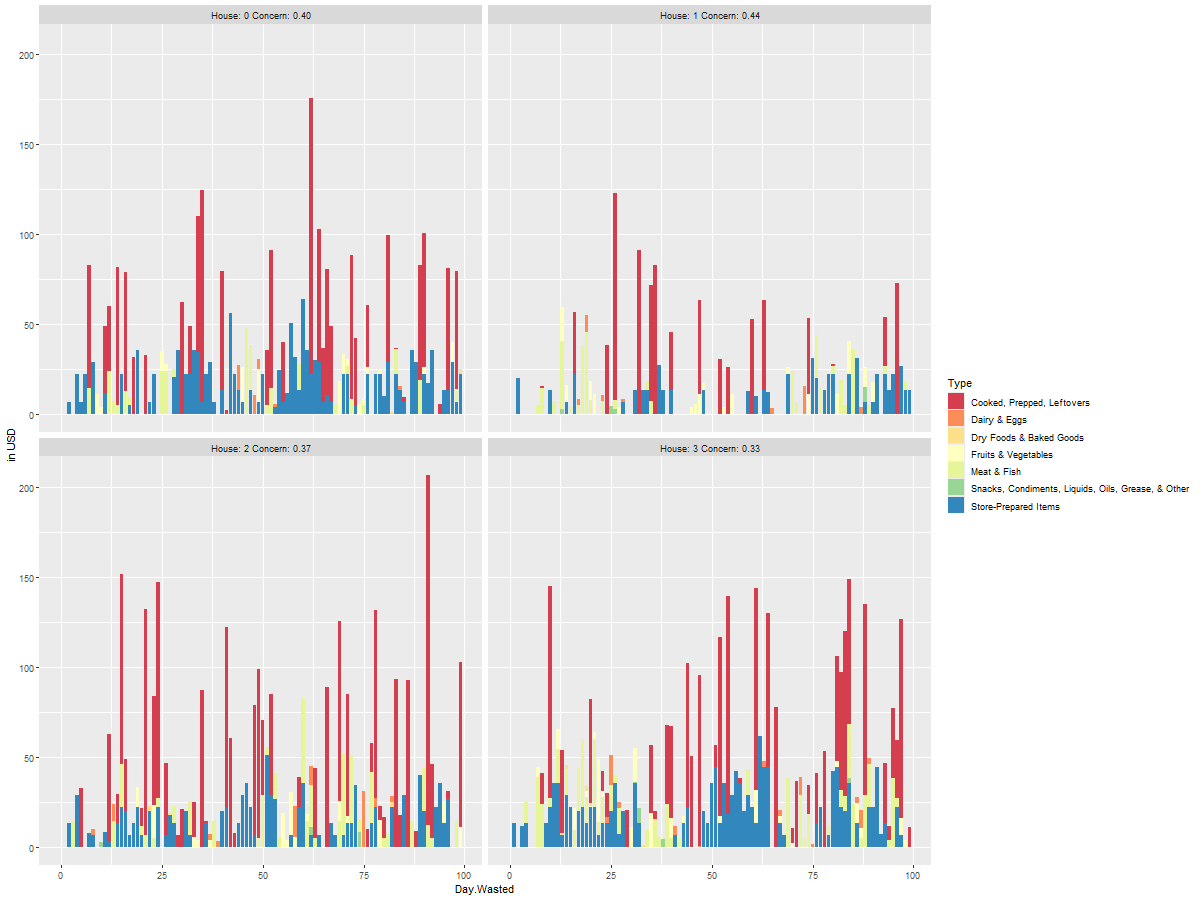 House: 0 Concern: 0.40
House: 1 Concern: 0.44
200
150
100
50
0
House: 2 Concern: 0.37
House: 3 Concern: 0.33
200
150
100
50
0
0 25 50 75 100
0 25 50 75 100
Day.Wasted
in USD
Type
Cooked, Prepped, Leftovers
Dairy & Eggs
Dry Foods & Baked Goods
Fruits & Vegetables
Meat & Fish
Snacks, Condiments, Liquids, Oils, Grease, & Other
Store-Prepared Items